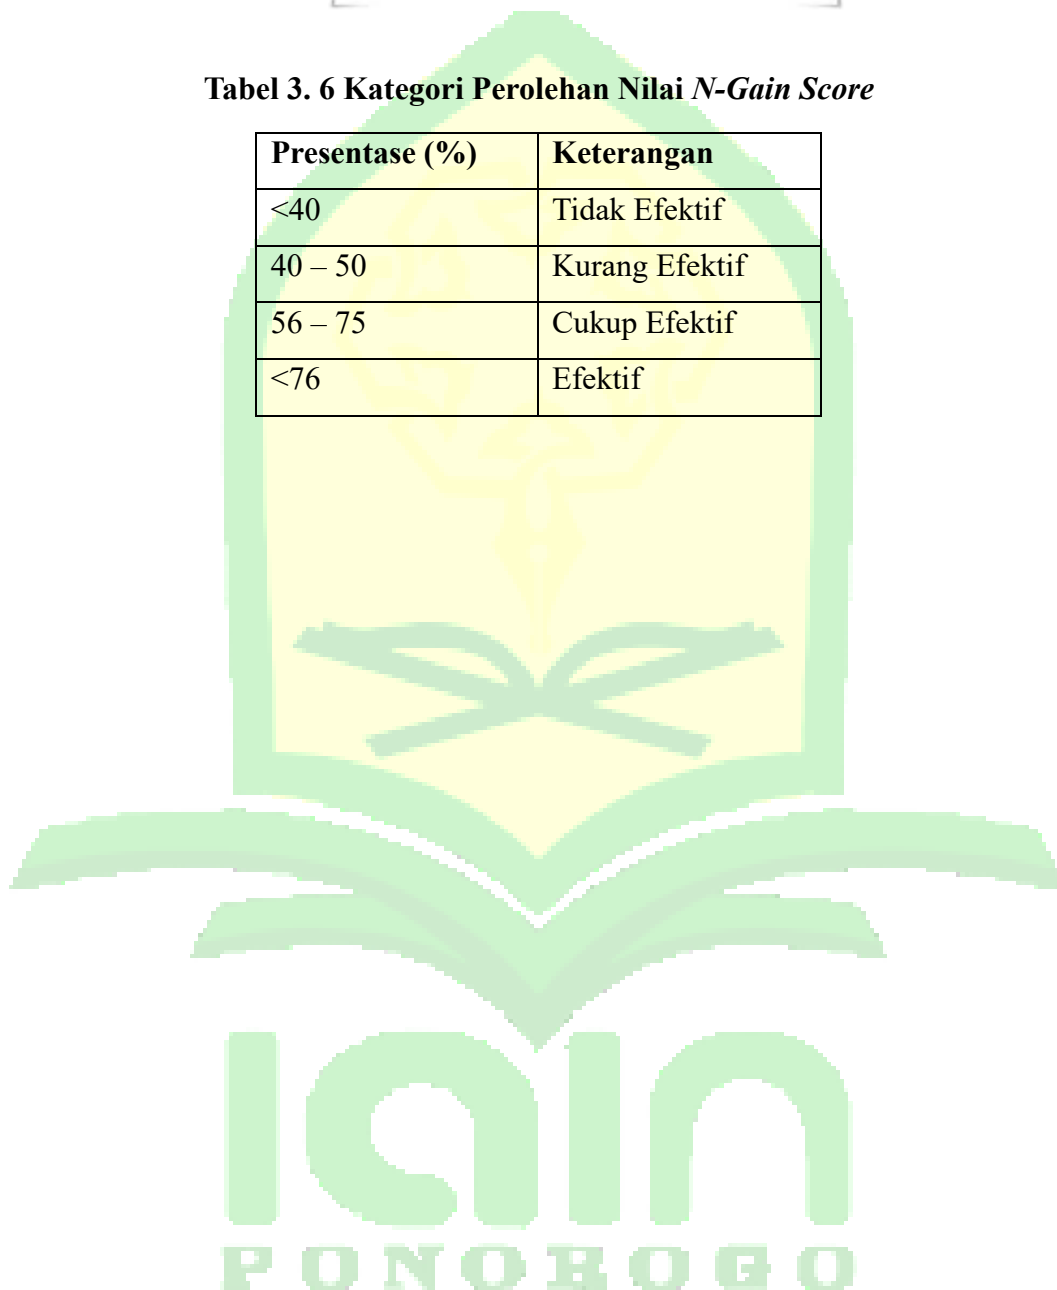 Tabel 3. 6 Kategori Perolehan Nilai N-Gain Score
Presentase (%) Keterangan
<40 Tidak Efektif
40 – 50 Kurang Efektif
56 – 75 Cukup Efektif
<76 Efektif
iain
PONOROGO